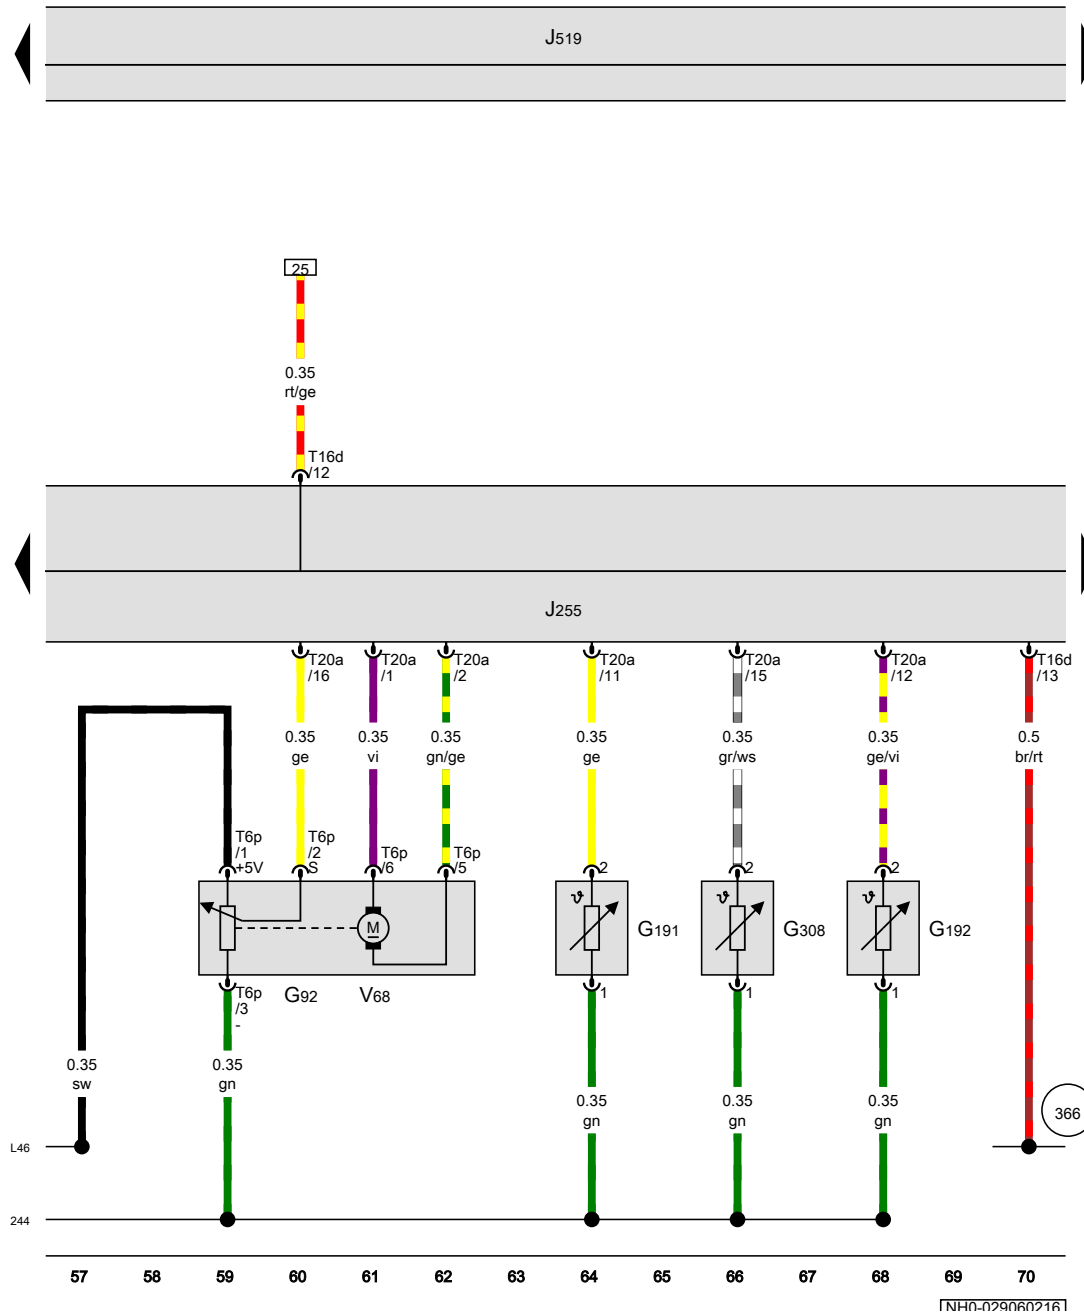 J519
25
0.35
rt/ge
T16d
/12
J255
T20a
/16
T20a
/1
T20a
/2
T20a
/11
T20a
/15
T20a
/12
T16d
/13
0.35
ge
0.35
vi
0.35
gn/ge
0.35
ge
0.35
gr/ws
0.35
ge/vi
0.5
br/rt
T6p
/1
+5V
T6p
/2
S
T6p
/6
T6p
/5
2
2
2
ϑ
ϑ
ϑ
M
G191
G308
G192
T6p
/3
-
G92
V68
1
1
1
0.35
sw
0.35
gn
0.35
gn
0.35
gn
0.35
gn
366
L46
244
57 58 59 60 61 62 63 64 65 66 67 68 69 70
NH0-029060216